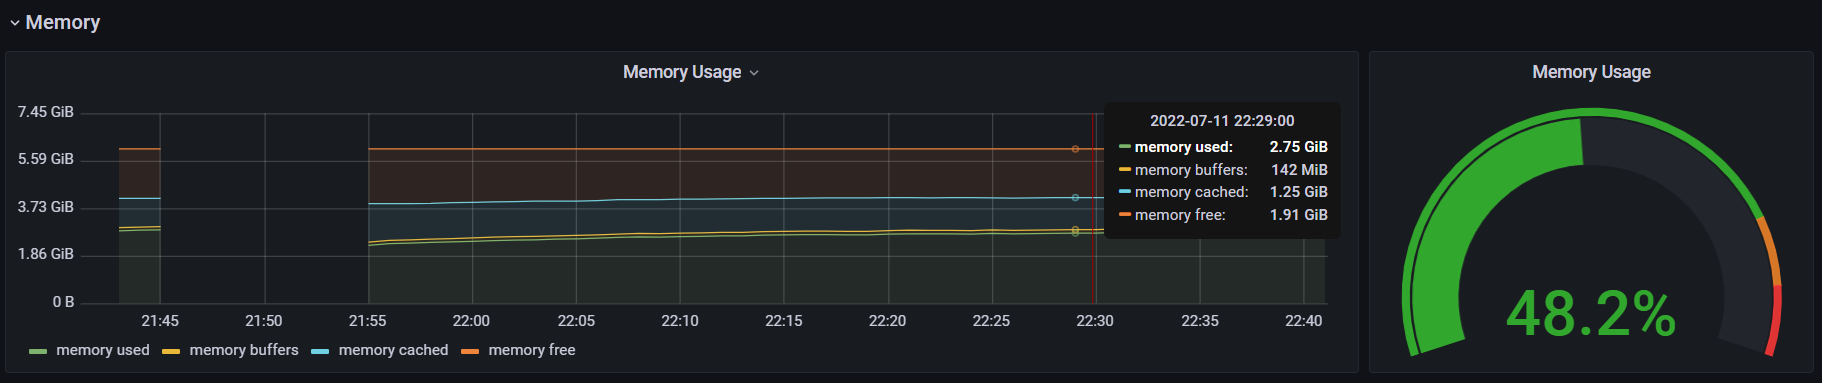 Memory
Memory Usage
7.45 GiB
5.59 GiB
3.73 GiB
1.86 GiB
0 B
21:45 21:50 21:55 22:00 22:05 22:10 22:15 22:20 22:25 22:30 22:35 22:40
memory used memory buffers memory cached memory free
2022-07-11 22:29:00
memory used: 2.75 GiB
memory buffers: 142 MiB
memory cached: 1.25 GiB
memory free: 1.91 GiB
Memory Usage
48.2%